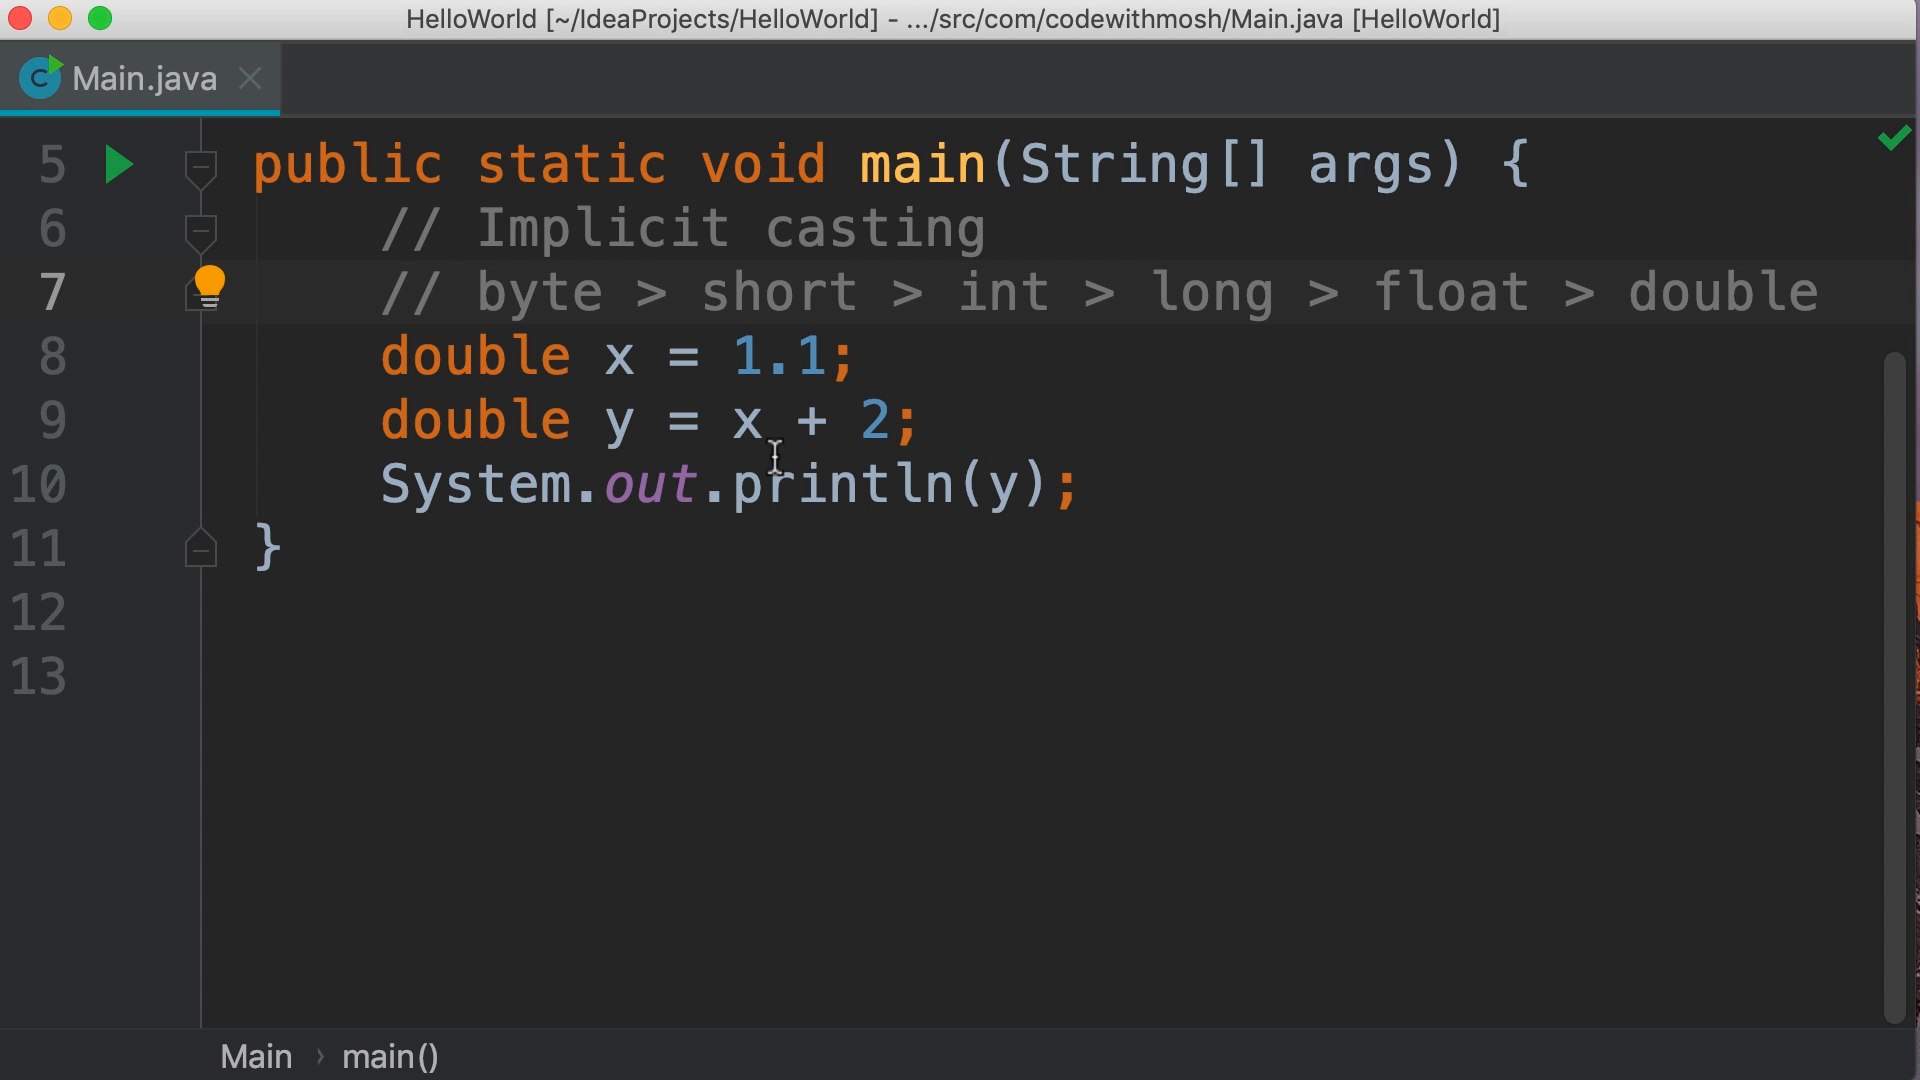 HelloWorld [~/IdeaProjects/HelloWorld] - .../src/com/codewithmosh/Main.java [HelloWorld]
C Main.java
5 public static void main(String[] args) {
6 // Implicit casting
7 // byte > short > int > long > float > double
8 double x = 1.1;
9 double y = x + 2;
10 System.out.println(y);
11 }
12
13
Main › main()